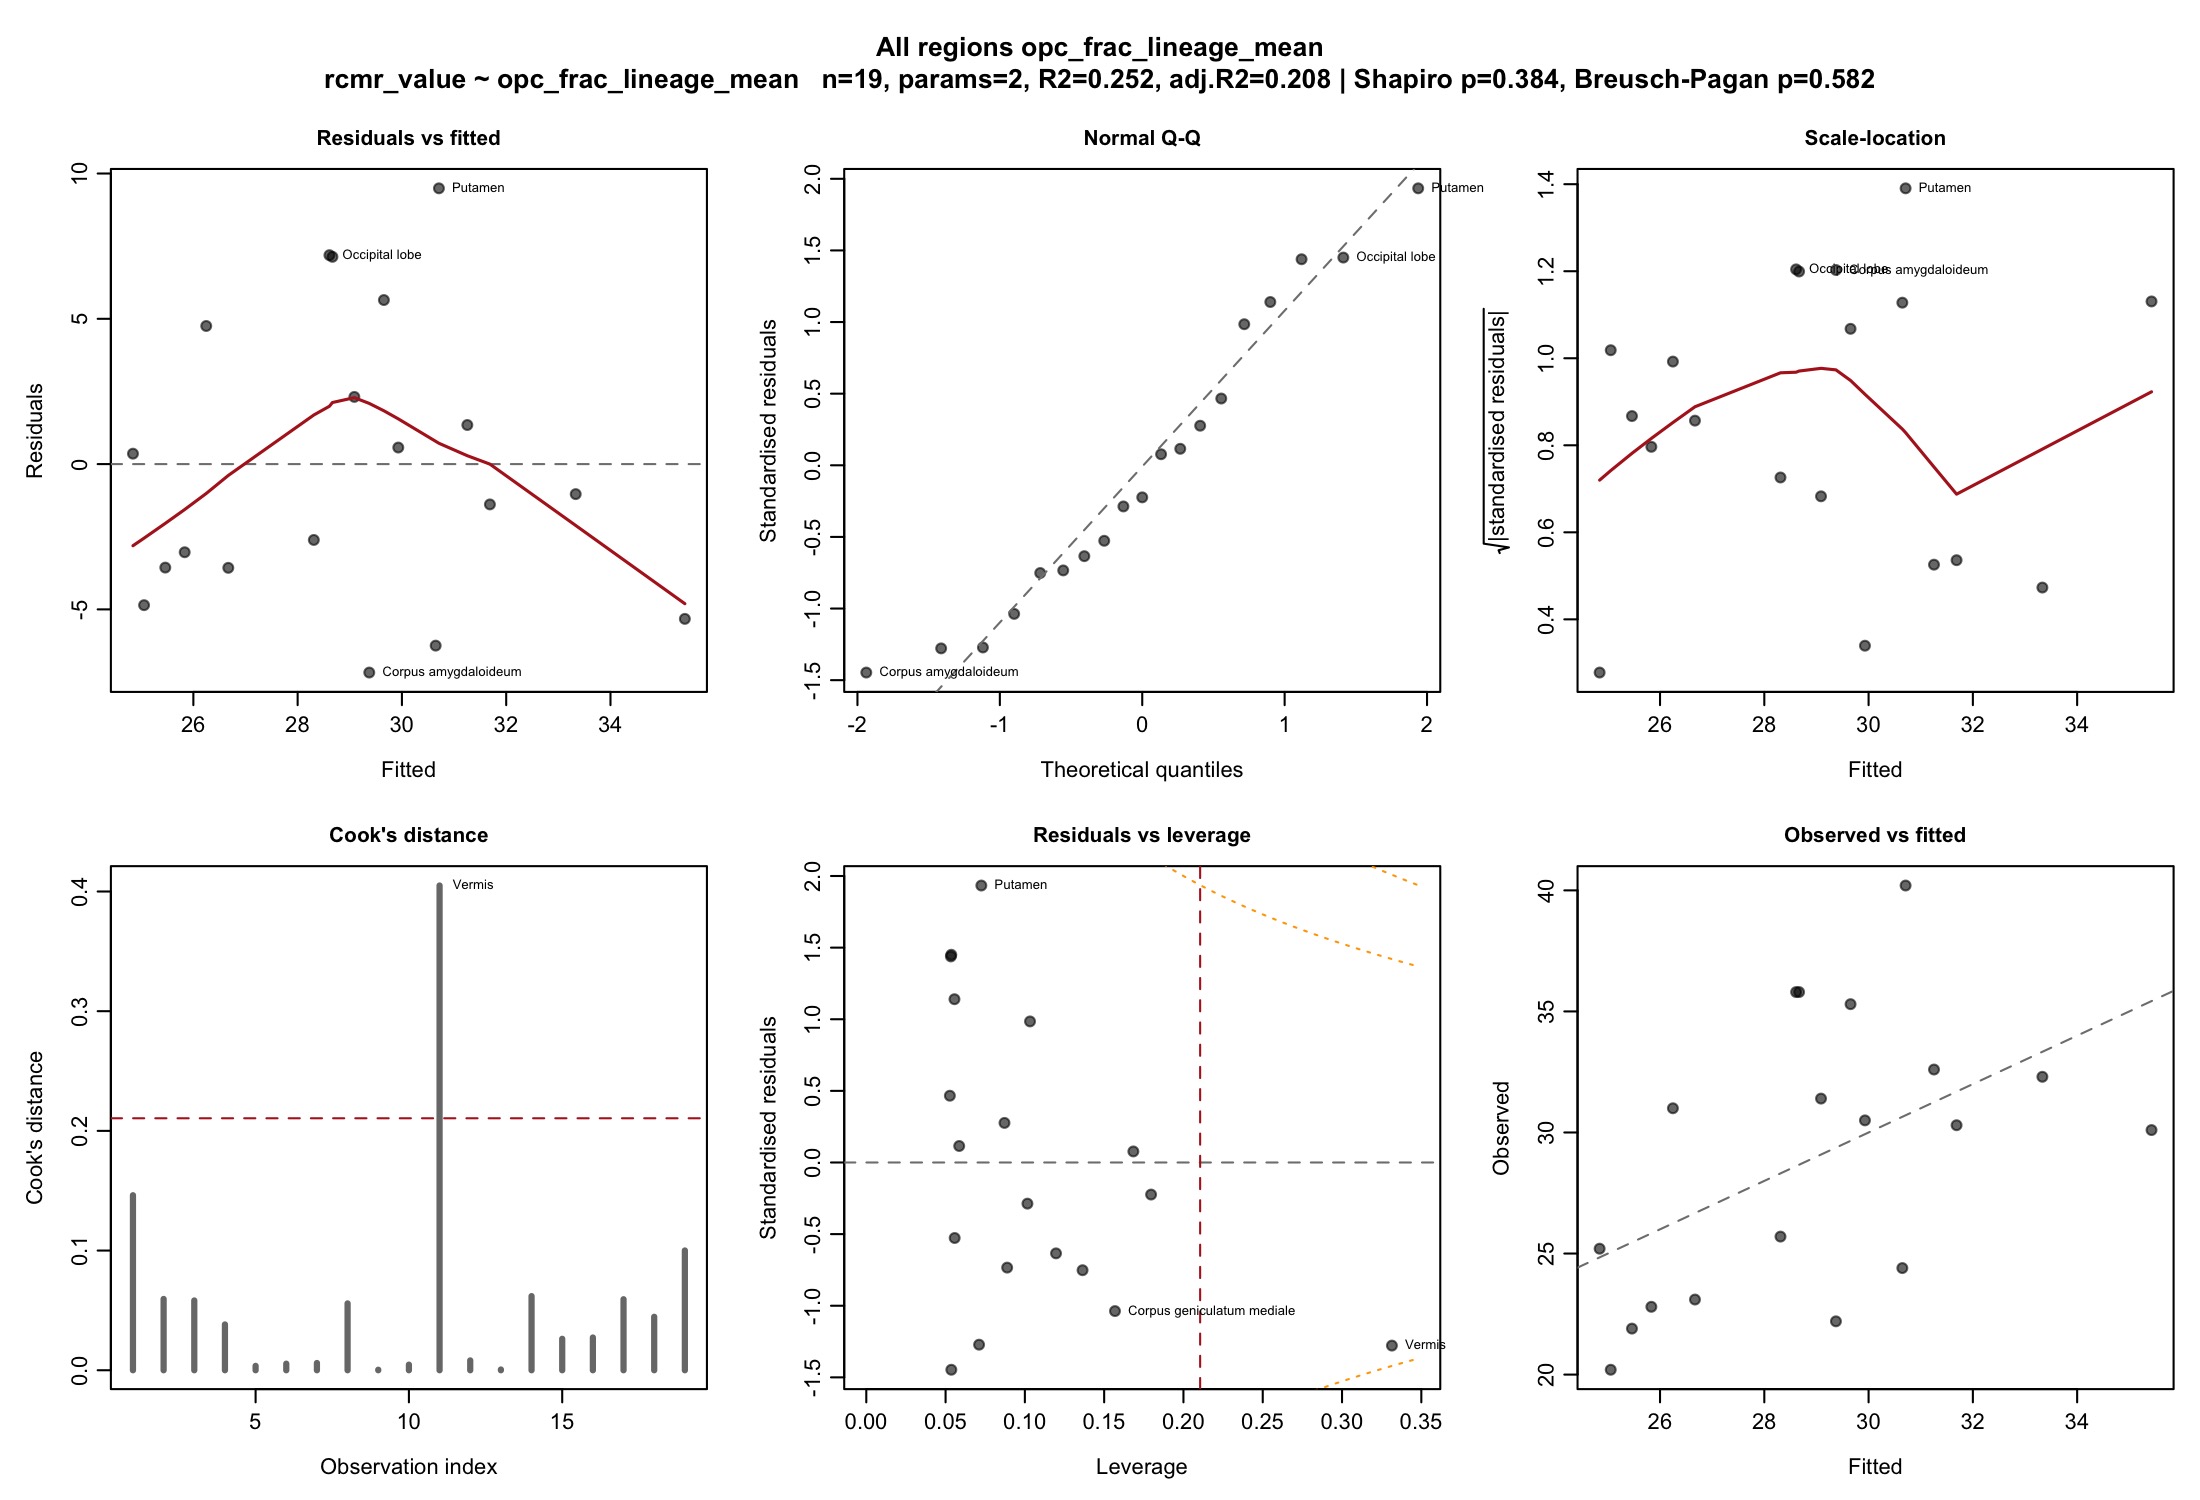 All regions opc_frac_lineage_mean
rcmr_value ~ opc_frac_lineage_mean   n=19, params=2, R2=0.252, adj.R2=0.208 | Shapiro p=0.384, Breusch-Pagan p=0.582
Residuals vs fitted
10
5
0
-5
Residuals
Putamen
Occipital lobe
Corpus amygdaloideum
26 28 30 32 34
Fitted
Normal Q-Q
2.0
1.5
1.0
0.5
0.0
-0.5
-1.0
-1.5
Standardised residuals
Putamen
Occipital lobe
Corpus amygdaloideum
-2 -1 0 1 2
Theoretical quantiles
Scale-location
1.4
1.2
1.0
0.8
0.6
0.4
√|standardised residuals|
Putamen
Occipital lobe
Corpus amygdaloideum
26 28 30 32 34
Fitted
Cook's distance
0.4
0.3
0.2
0.1
0.0
Cook's distance
Vermis
5 10 15
Observation index
Residuals vs leverage
2.0
1.5
1.0
0.5
0.0
-0.5
-1.0
-1.5
Standardised residuals
Putamen
Corpus geniculatum mediale
Vermis
0.00 0.05 0.10 0.15 0.20 0.25 0.30 0.35
Leverage
Observed vs fitted
40
35
30
25
20
Observed
26 28 30 32 34
Fitted